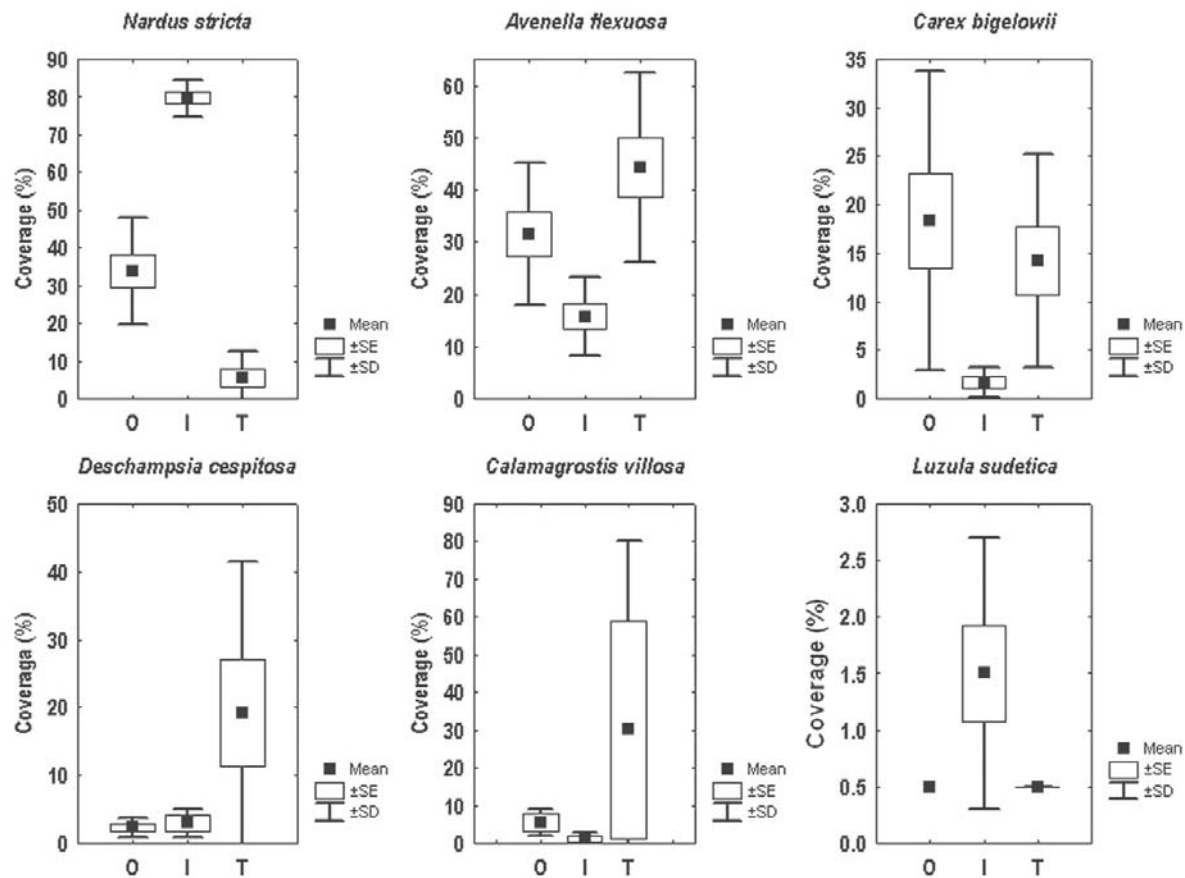 Nardus stricta
Coverage (%)
90
80
70
60
50
40
30
20
10
0
O I T
Mean
±SE
±SD
Avenella flexuosa
Coverage (%)
60
50
40
30
20
10
0
O I T
Mean
±SE
±SD
Carex bigelowii
Coverage (%)
35
30
25
20
15
10
5
0
O I T
Mean
±SE
±SD
Deschampsia cespitosa
Coveraga (%)
50
40
30
20
10
0
O I T
Mean
±SE
±SD
Calamagrostis villosa
Coverage (%)
90
80
70
60
50
40
30
20
10
0
O I T
Mean
±SE
±SD
Luzula sudetica
Coverage (%)
3.0
2.5
2.0
1.5
1.0
0.5
0.0
O I T
Mean
±SE
±SD